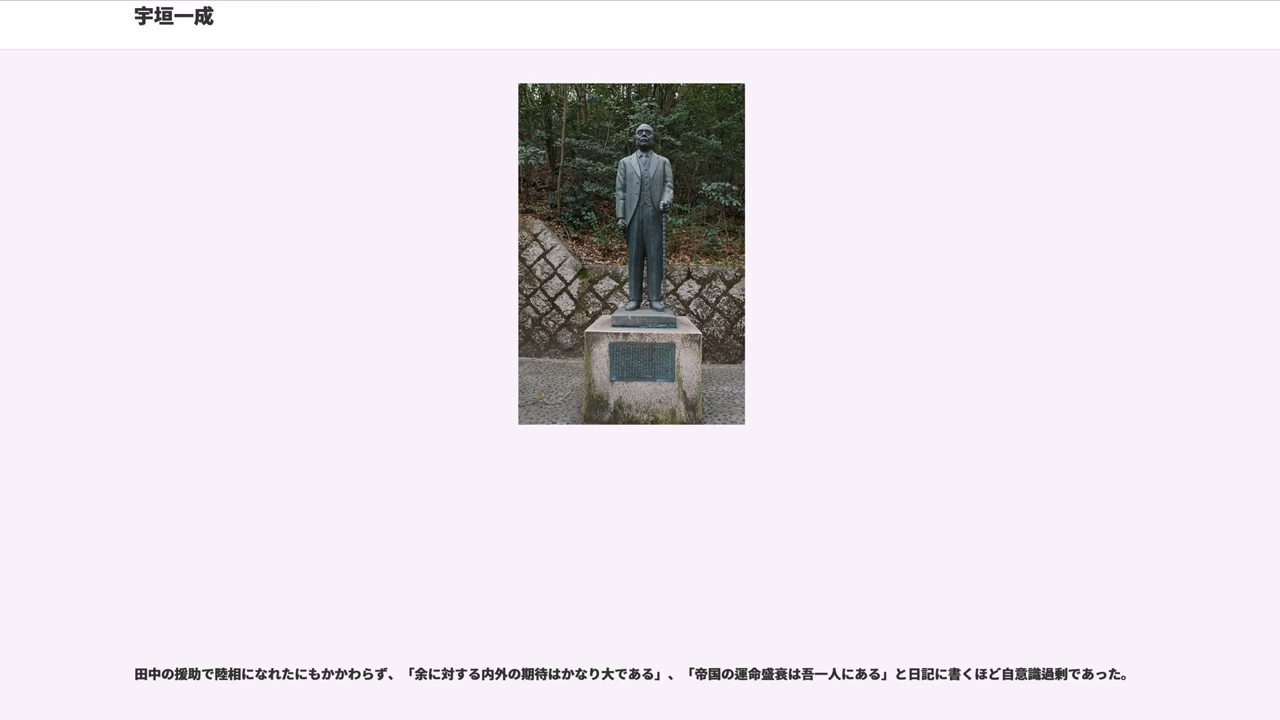 宇垣一成
田中の援助で陸相になれたにもかかわらず、「余に対する内外の期待はかなり大である」、「帝国の運命盛衰は吾一人にある」と日記に書くほど自意識過剰であった。